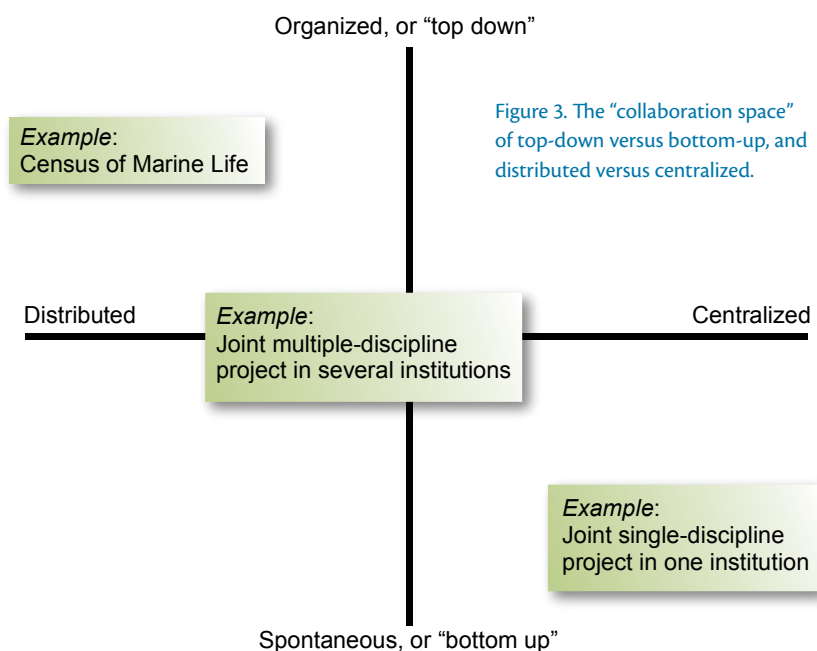 Organized, or “top down”
Figure 3. The “collaboration space”
of top-down versus bottom-up, and
distributed versus centralized.
Example:
Census of Marine Life
Distributed
Example:
Joint multiple-discipline
project in several institutions
Centralized
Example:
Joint single-discipline
project in one institution
Spontaneous, or “bottom up”